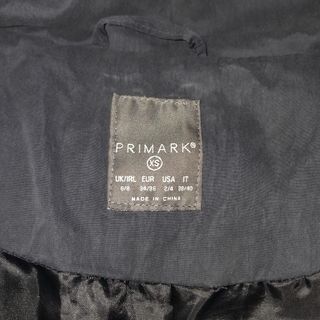 PRIMARK®
XS
UK/IRL EUR USA IT
6/8 34/36 2/4 38/40
MADE IN CHINA